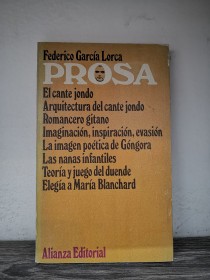 Federico García Lorca
PROSA
El cante jondo
Arquitectura del cante jondo
Romancero gitano
Imaginación, inspiración, evasión
La imagen poética de Góngora
Las nanas infantiles
Teoría y juego del duende
Elegía a María Blanchard
Alianza Editorial